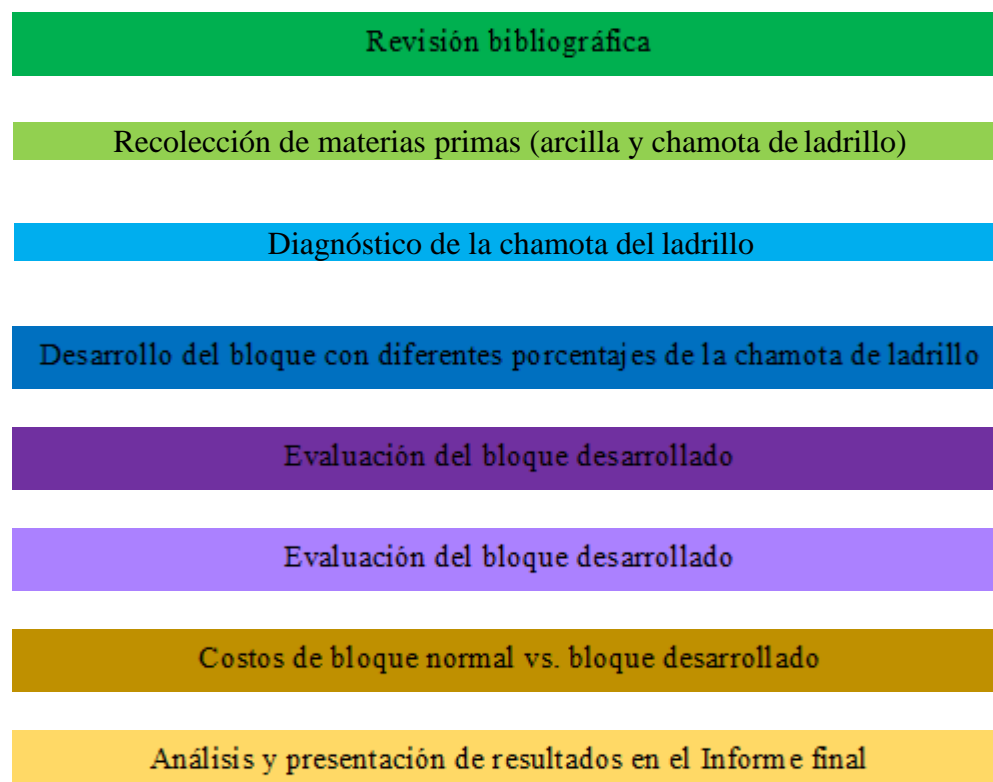 Revisión bibliográfica
Recolección de materias primas (arcilla y chamota de ladrillo)
Diagnóstico de la chamota del ladrillo
Desarrollo del bloque con diferentes porcentajes de la chamota de ladrillo
Evaluación del bloque desarrollado
Evaluación del bloque desarrollado
Costos de bloque normal vs. bloque desarrollado
Análisis y presentación de resultados en el Informe final